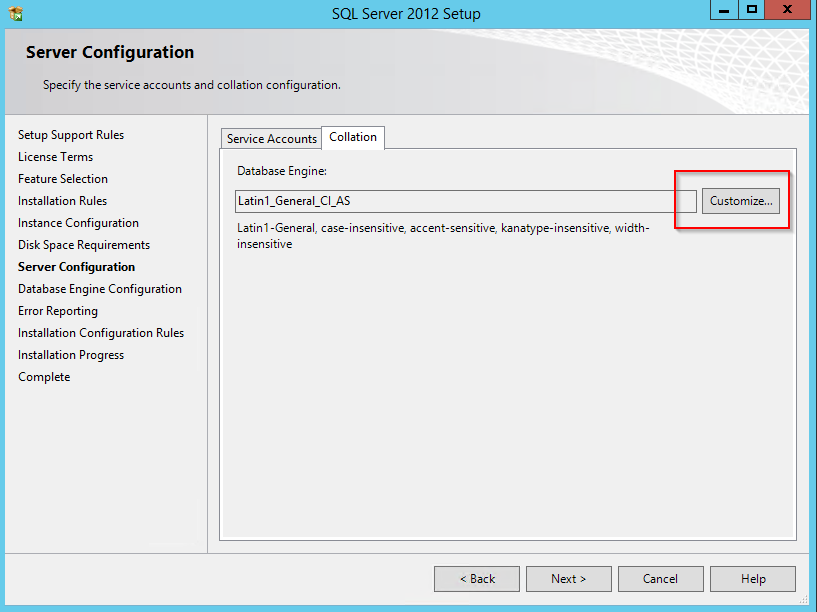 SQL Server 2012 Setup
Server Configuration
Specify the service accounts and collation configuration.
Setup Support Rules
License Terms
Feature Selection
Installation Rules
Instance Configuration
Disk Space Requirements
Server Configuration
Database Engine Configuration
Error Reporting
Installation Configuration Rules
Installation Progress
Complete
Service Accounts
Collation
Database Engine:
Latin1_General_CI_AS
Customize...
Latin1-General, case-insensitive, accent-sensitive, kanatype-insensitive, width-
insensitive
< Back
Next >
Cancel
Help